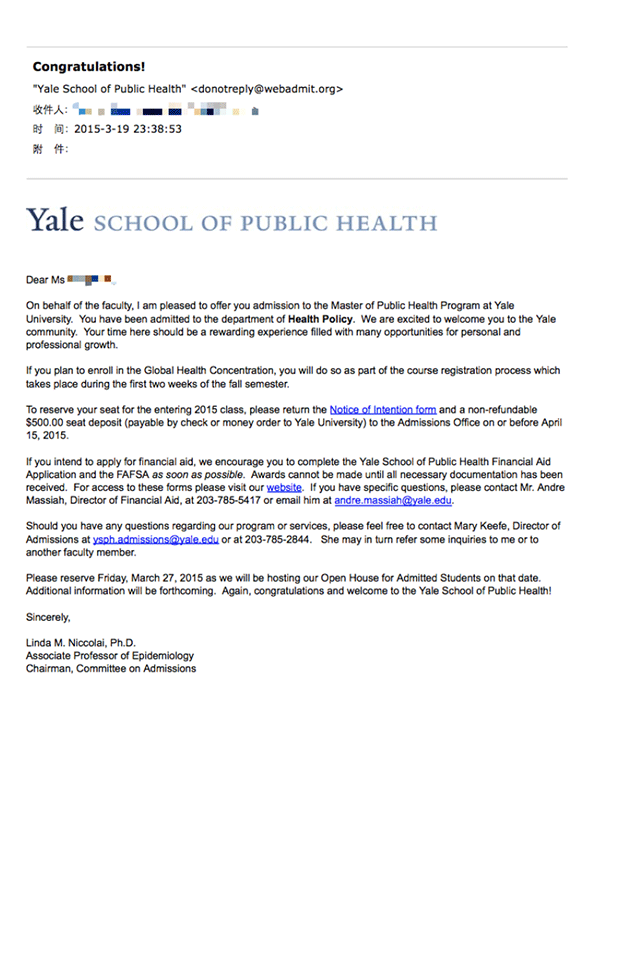 Congratulations!
"Yale School of Public Health" <donotreply@webadmit.org>
收件人:
时 间: 2015-3-19 23:38:53
附 件:
Yale SCHOOL OF PUBLIC HEALTH
Dear Ms
On behalf of the faculty, I am pleased to offer you admission to the Master of Public Health Program at Yale
University. You have been admitted to the department of Health Policy. We are excited to welcome you to the Yale
community. Your time here should be a rewarding experience filled with many opportunities for personal and
professional growth.
If you plan to enroll in the Global Health Concentration, you will do so as part of the course registration process which
takes place during the first two weeks of the fall semester.
To reserve your seat for the entering 2015 class, please return the Notice of Intention form and a non-refundable
$500.00 seat deposit (payable by check or money order to Yale University) to the Admissions Office on or before April
15, 2015.
If you intend to apply for financial aid, we encourage you to complete the Yale School of Public Health Financial Aid
Application and the FAFSA as soon as possible. Awards cannot be made until all necessary documentation has been
received. For access to these forms please visit our website. If you have specific questions, please contact Mr. Andre
Massiah, Director of Financial Aid, at 203-785-5417 or email him at andre.massiah@yale.edu.
Should you have any questions regarding our program or services, please feel free to contact Mary Keefe, Director of
Admissions at ysph.admissions@yale.edu or at 203-785-2844. She may in turn refer some inquiries to me or to
another faculty member.
Please reserve Friday, March 27, 2015 as we will be hosting our Open House for Admitted Students on that date.
Additional information will be forthcoming. Again, congratulations and welcome to the Yale School of Public Health!
Sincerely,
Linda M. Niccolai, Ph.D.
Associate Professor of Epidemiology
Chairman, Committee on Admissions